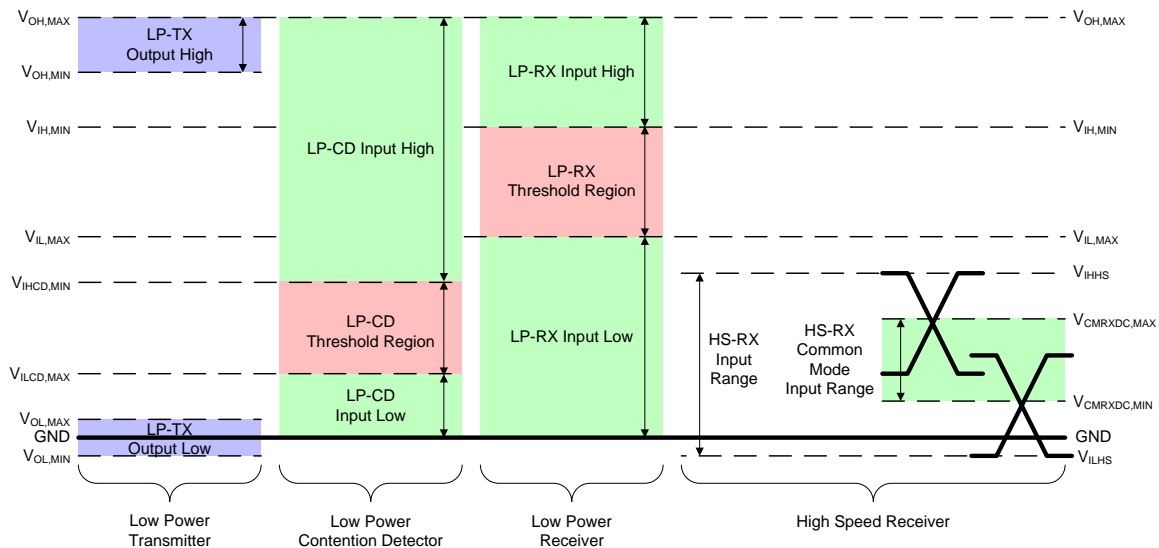 VOH,MAX
VOH,MIN
VIH,MIN
VIL,MAX
VIHCD,MIN
VILCD,MAX
VOL,MAX
GND
VOL,MIN
LP-TX
Output High
LP-TX
Output Low
LP-CD Input High
LP-CD
Threshold Region
LP-CD
Input Low
LP-RX Input High
LP-RX
Threshold Region
LP-RX Input Low
HS-RX
Input
Range
HS-RX
Common
Mode
Input Range
VOH,MAX
VIH,MIN
VIL,MAX
VIHHS
VCMRXDC,MAX
VCMRXDC,MIN
GND
VILHS
Low Power
Transmitter
Low Power
Contention Detector
Low Power
Receiver
High Speed Receiver